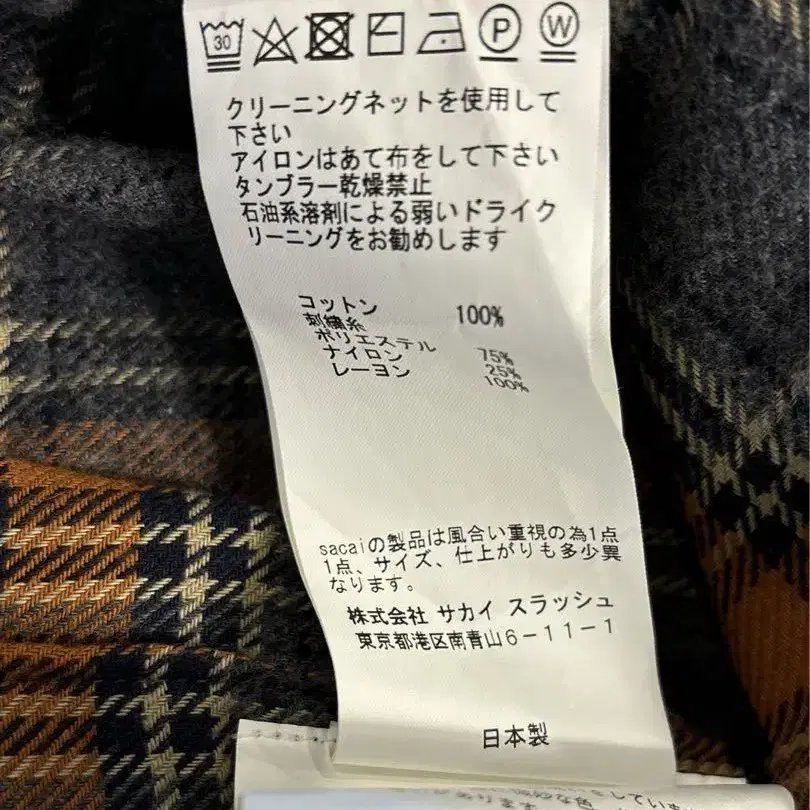 30 P W
クリーニングネットを使用して
下さい
アイロンはあて布をして下さい
タンブラー乾燥禁止
石油系溶剤による弱いドライク
リーニングをお勧めします
コットン 100%
刺繍糸
ポリエステル 75%
ナイロン 25%
レーヨン 100%
sacaiの製品は風合い重視の為1点
1点、サイズ、仕上がりも多少異
なります。
株式会社 サカイ スラッシュ
東京都港区南青山6-11-1
日本製